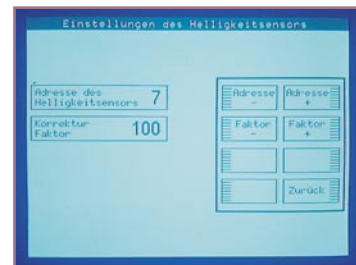 Einstellungen des Helligkeitsensors
Adresse des
Helligkeitsensors 7
Korrektur-
Faktor 100
Adresse
-
Adresse
+
Faktor
-
Faktor
+
Zurück